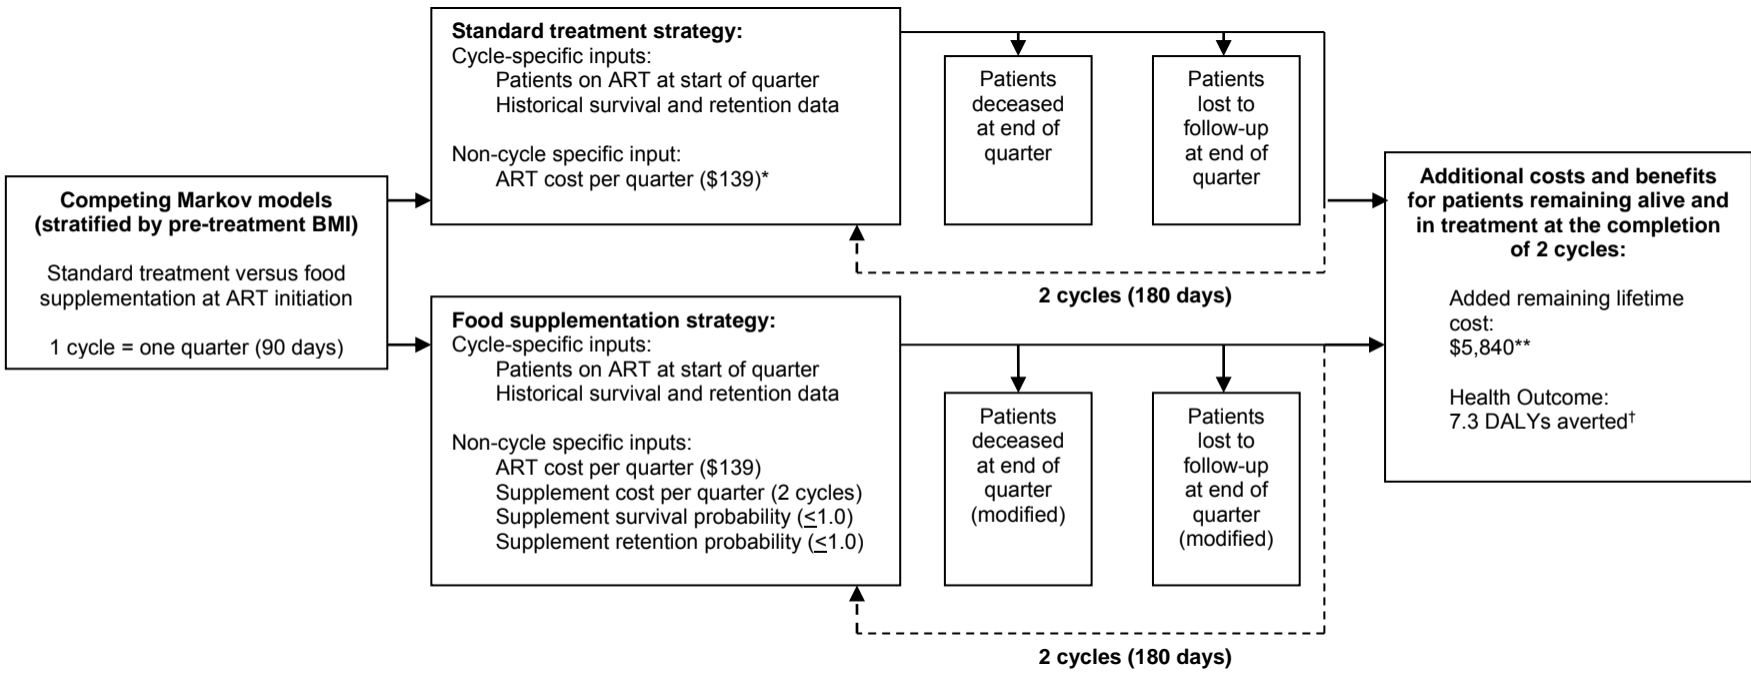 Competing Markov models
(stratified by pre-treatment BMI)
Standard treatment versus food
supplementation at ART initiation
1 cycle = one quarter (90 days)
Standard treatment strategy:
Cycle-specific inputs:
Patients on ART at start of quarter
Historical survival and retention data
Non-cycle specific input:
ART cost per quarter ($139)*
Patients
deceased
at end of
quarter
Patients
lost to
follow-up
at end of
quarter
2 cycles (180 days)
Food supplementation strategy:
Cycle-specific inputs:
Patients on ART at start of quarter
Historical survival and retention data
Non-cycle specific inputs:
ART cost per quarter ($139)
Supplement cost per quarter (2 cycles)
Supplement survival probability (≤1.0)
Supplement retention probability (≤1.0)
Patients
deceased
at end of
quarter
(modified)
Patients
lost to
follow-up
at end of
quarter
(modified)
2 cycles (180 days)
Additional costs and benefits
for patients remaining alive and
in treatment at the completion
of 2 cycles:
Added remaining lifetime
cost:
$5,840**
Health Outcome:
7.3 DALYs averted†